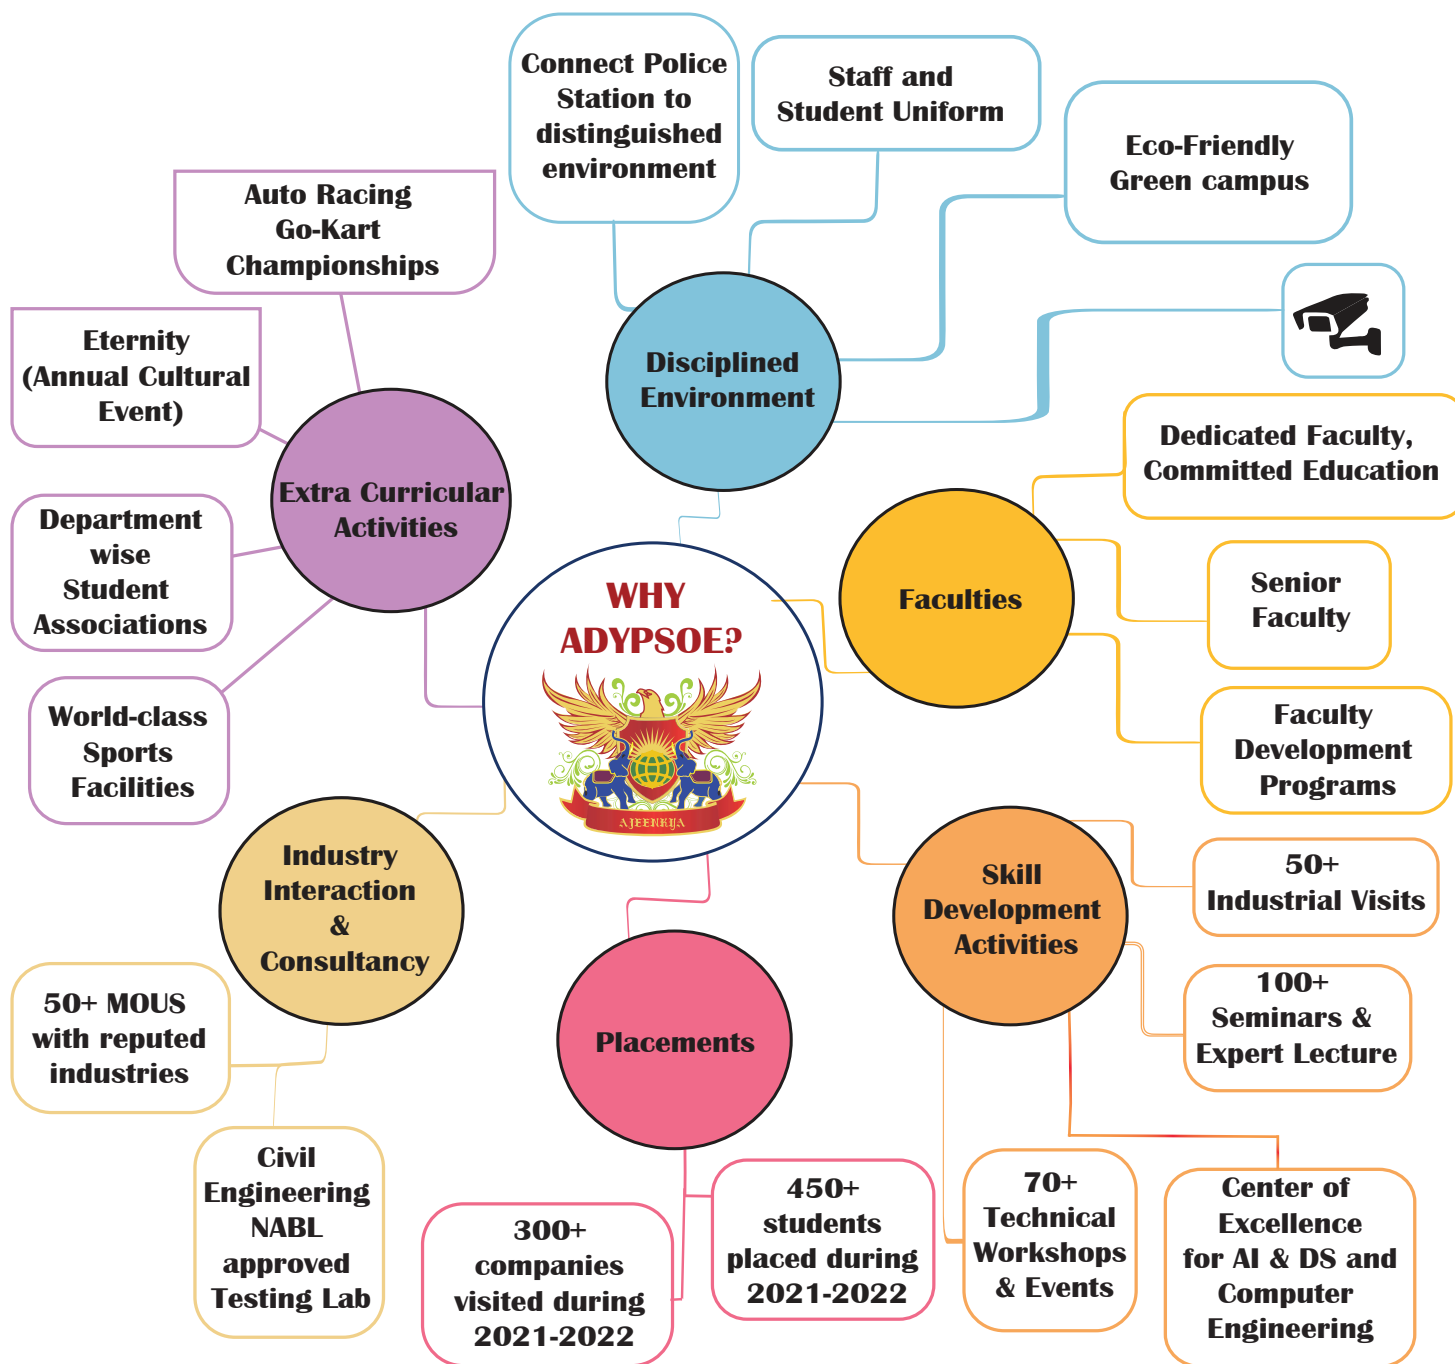 Connect Police
Station to
distinguished
environment
Staff and
Student Uniform
Eco-Friendly
Green campus
Auto Racing
Go-Kart
Championships
Eternity
(Annual Cultural
Event)
Department
wise
Student
Associations
World-class
Sports
Facilities
Extra Curricular
Activities
Disciplined
Environment
Dedicated Faculty,
Committed Education
Senior
Faculty
Faculty
Development
Programs
Faculties
WHY
ADYPSOE?
AJEENKYA
Industry
Interaction
&
Consultancy
50+ MOUS
with reputed
industries
Civil
Engineering
NABL
approved
Testing Lab
Placements
300+
companies
visited during
2021-2022
450+
students
placed during
2021-2022
Skill
Development
Activities
50+
Industrial Visits
100+
Seminars &
Expert Lecture
70+
Technical
Workshops
& Events
Center of
Excellence
for AI & DS and
Computer
Engineering